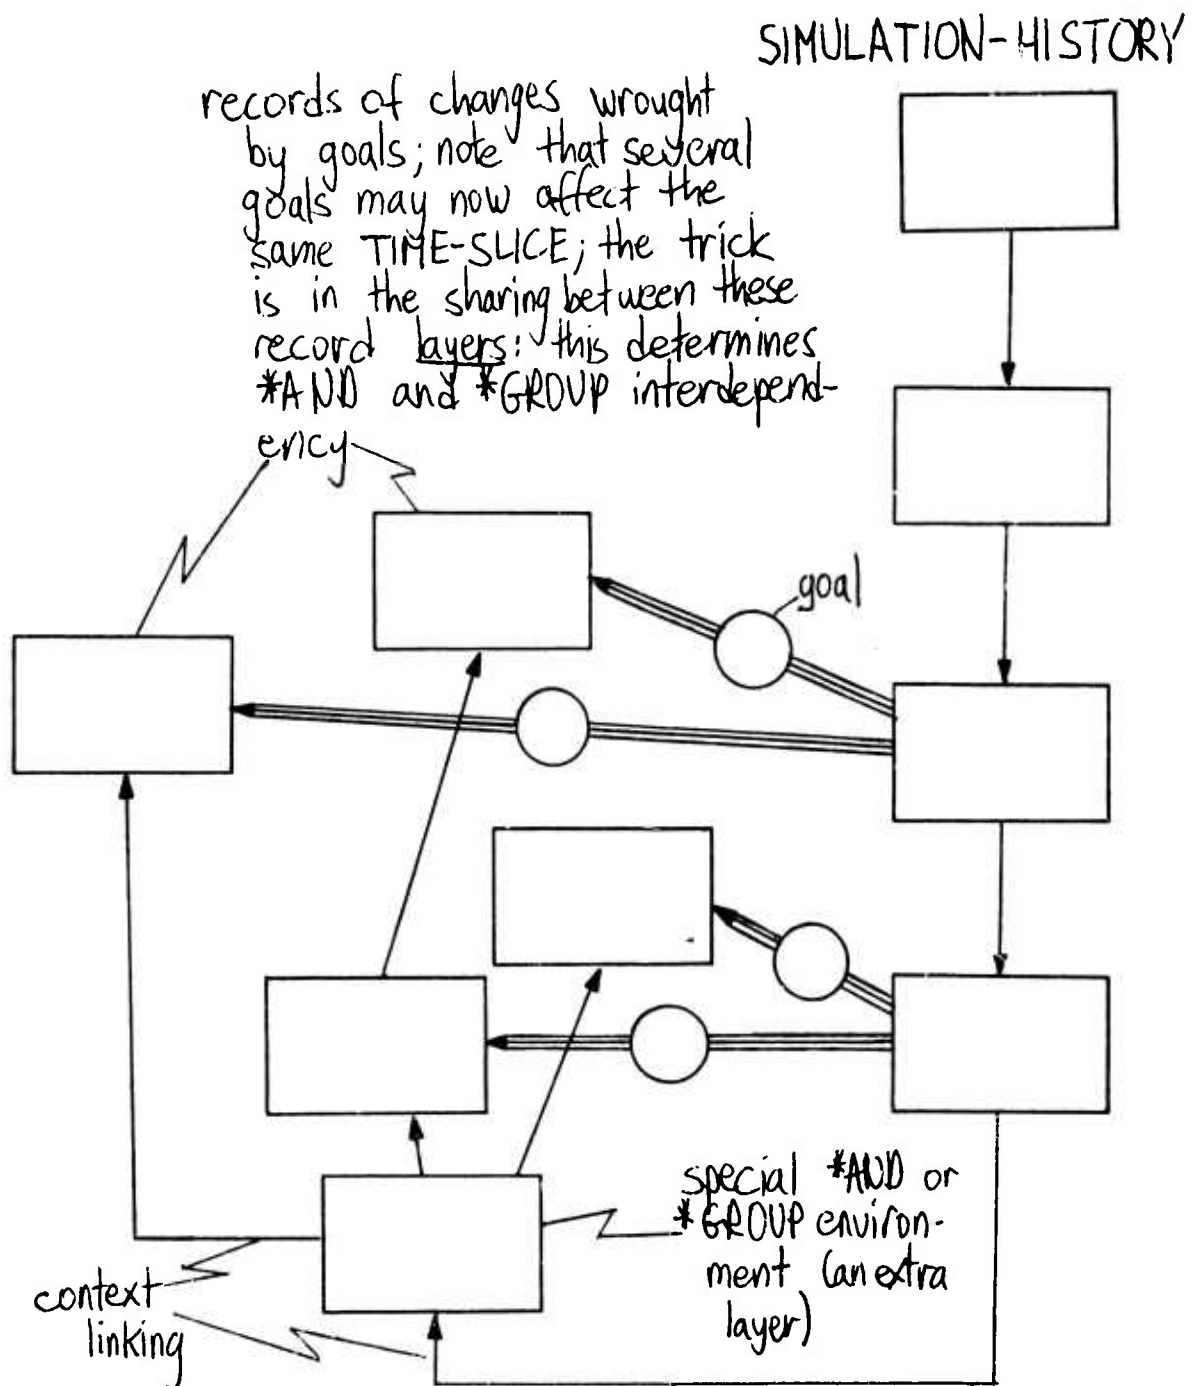 SIMULATION-HISTORY
records of changes wrought
by goals; note that several
goals may now affect the
same TIME-SLICE; the trick
is in the sharing between these
record layers: this determines
*AND and *GROUP interdepend-
ency
goal
special *AND or
*GROUP environ-
ment (an extra
layer)
context
linking